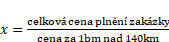 x = celková cena plnění zakázky
cena za 1bm nad 140km